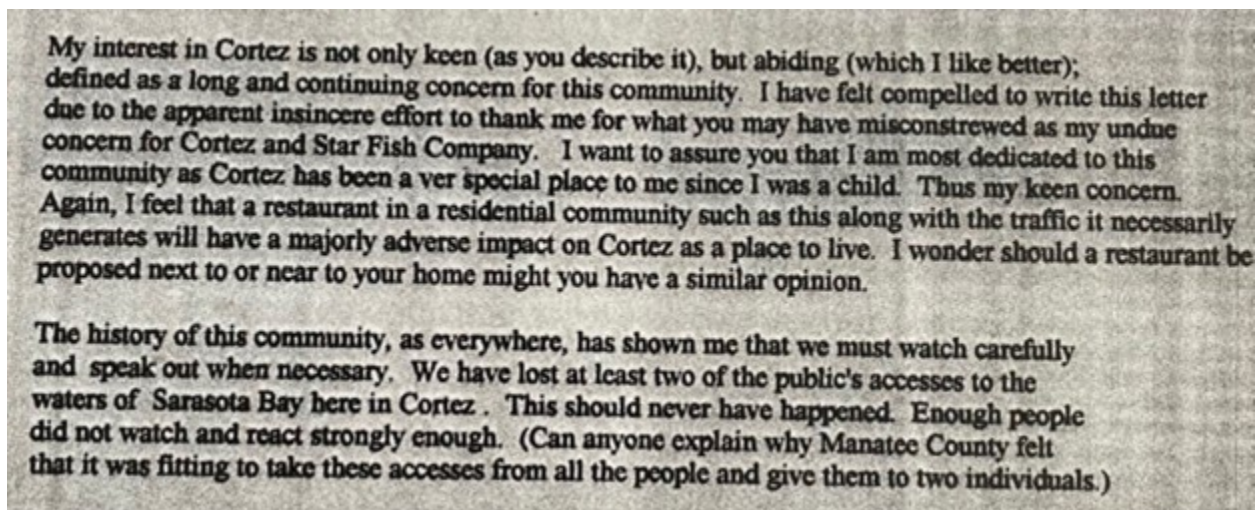 My interest in Cortez is not only keen (as you describe it), but abiding (which I like better);
defined as a long and continuing concern for this community. I have felt compelled to write this letter
due to the apparent insincere effort to thank me for what you may have misconstrewed as my undue
concern for Cortez and Star Fish Company. I want to assure you that I am most dedicated to this
community as Cortez has been a ver special place to me since I was a child. Thus my keen concern.
Again, I feel that a restaurant in a residential community such as this along with the traffic it necessarily
generates will have a majorly adverse impact on Cortez as a place to live. I wonder should a restaurant be
proposed next to or near to your home might you have a similar opinion.
The history of this community, as everywhere, has shown me that we must watch carefully
and speak out when necessary. We have lost at least two of the public's accesses to the
waters of Sarasota Bay here in Cortez . This should never have happened. Enough people
did not watch and react strongly enough. (Can anyone explain why Manatee County felt
that it was fitting to take these accesses from all the people and give them to two individuals.)